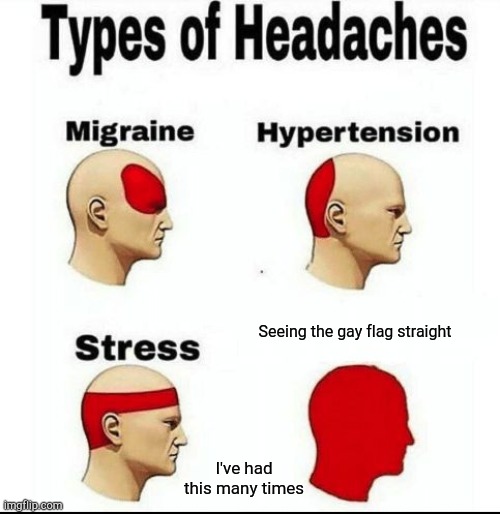 Types of Headaches
Migraine
Hypertension
Stress
Seeing the gay flag straight
I've had
this many times
imgflip.com